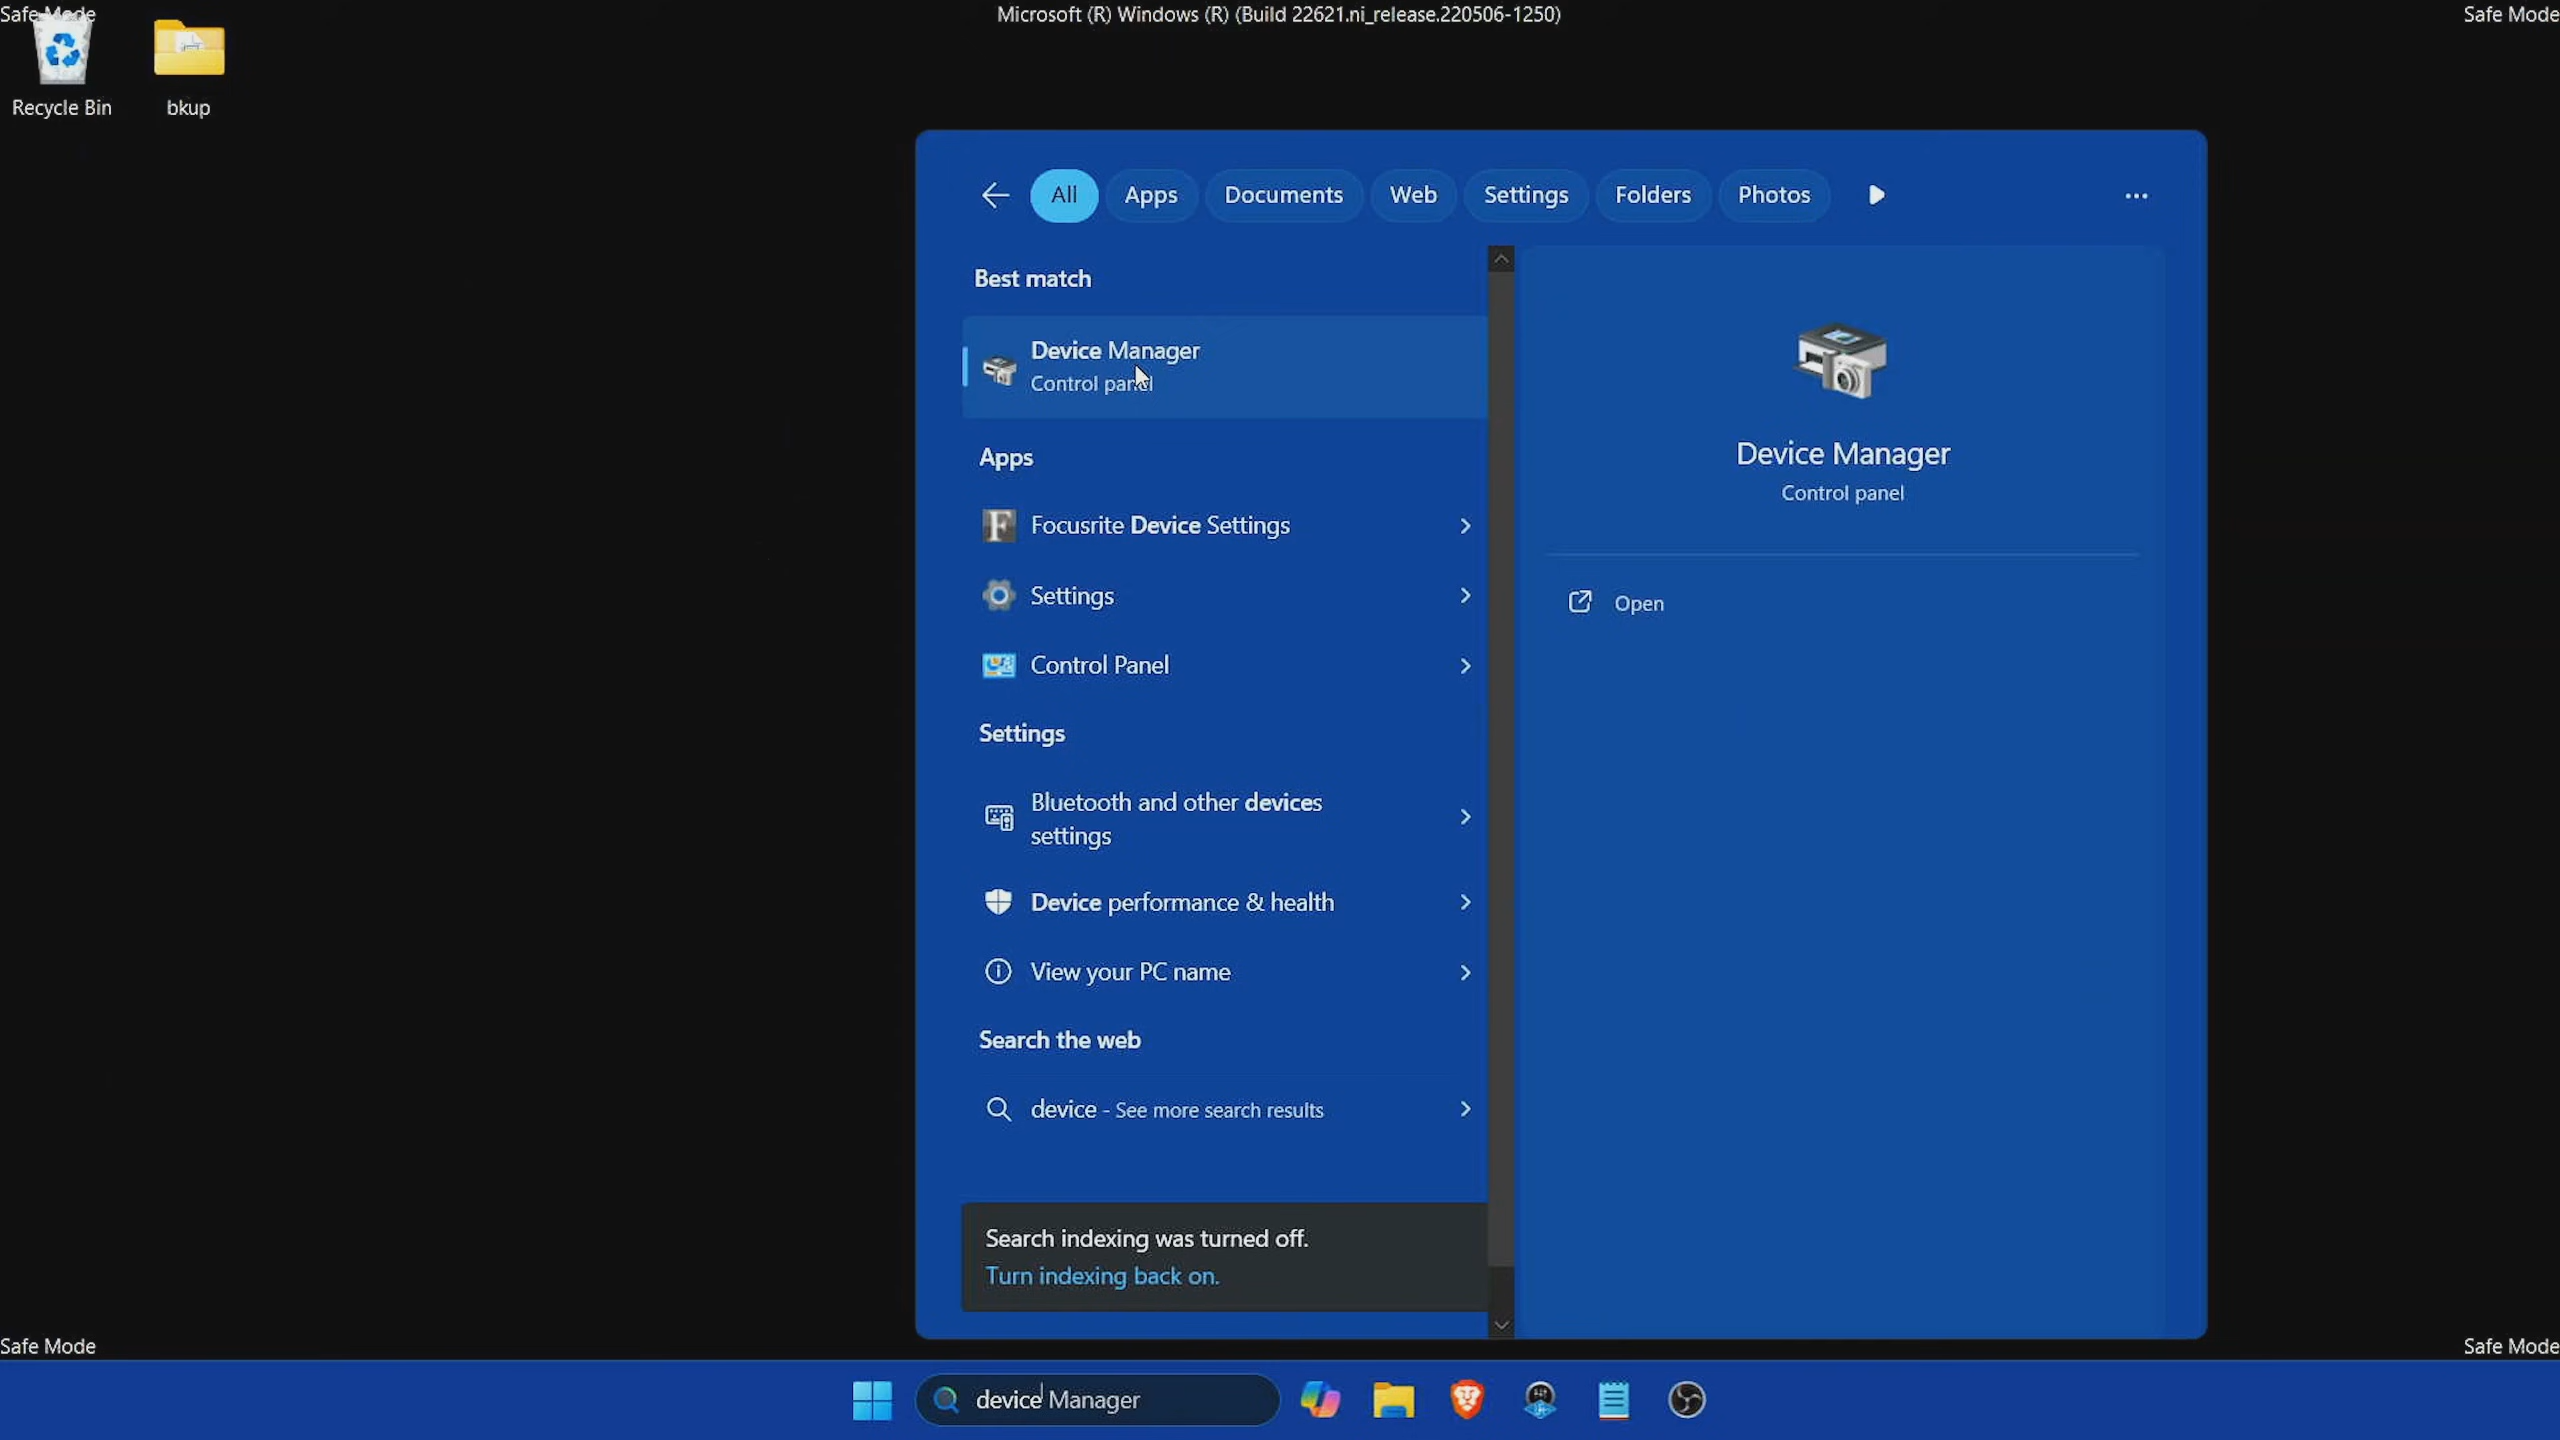 Safe Mode
Microsoft (R) Windows (R) (Build 22621.ni_release.220506-1250)
Safe Mode
Recycle Bin
bkup
All
Apps
Documents
Web
Settings
Folders
Photos
Best match
Device Manager
Control panel
Apps
Focusrite Device Settings
Settings
Control Panel
Settings
Bluetooth and other devices
settings
Device performance & health
View your PC name
Search the web
device - See more search results
Search indexing was turned off.
Turn indexing back on.
Device Manager
Control panel
Open
Safe Mode
Safe Mode
device Manager